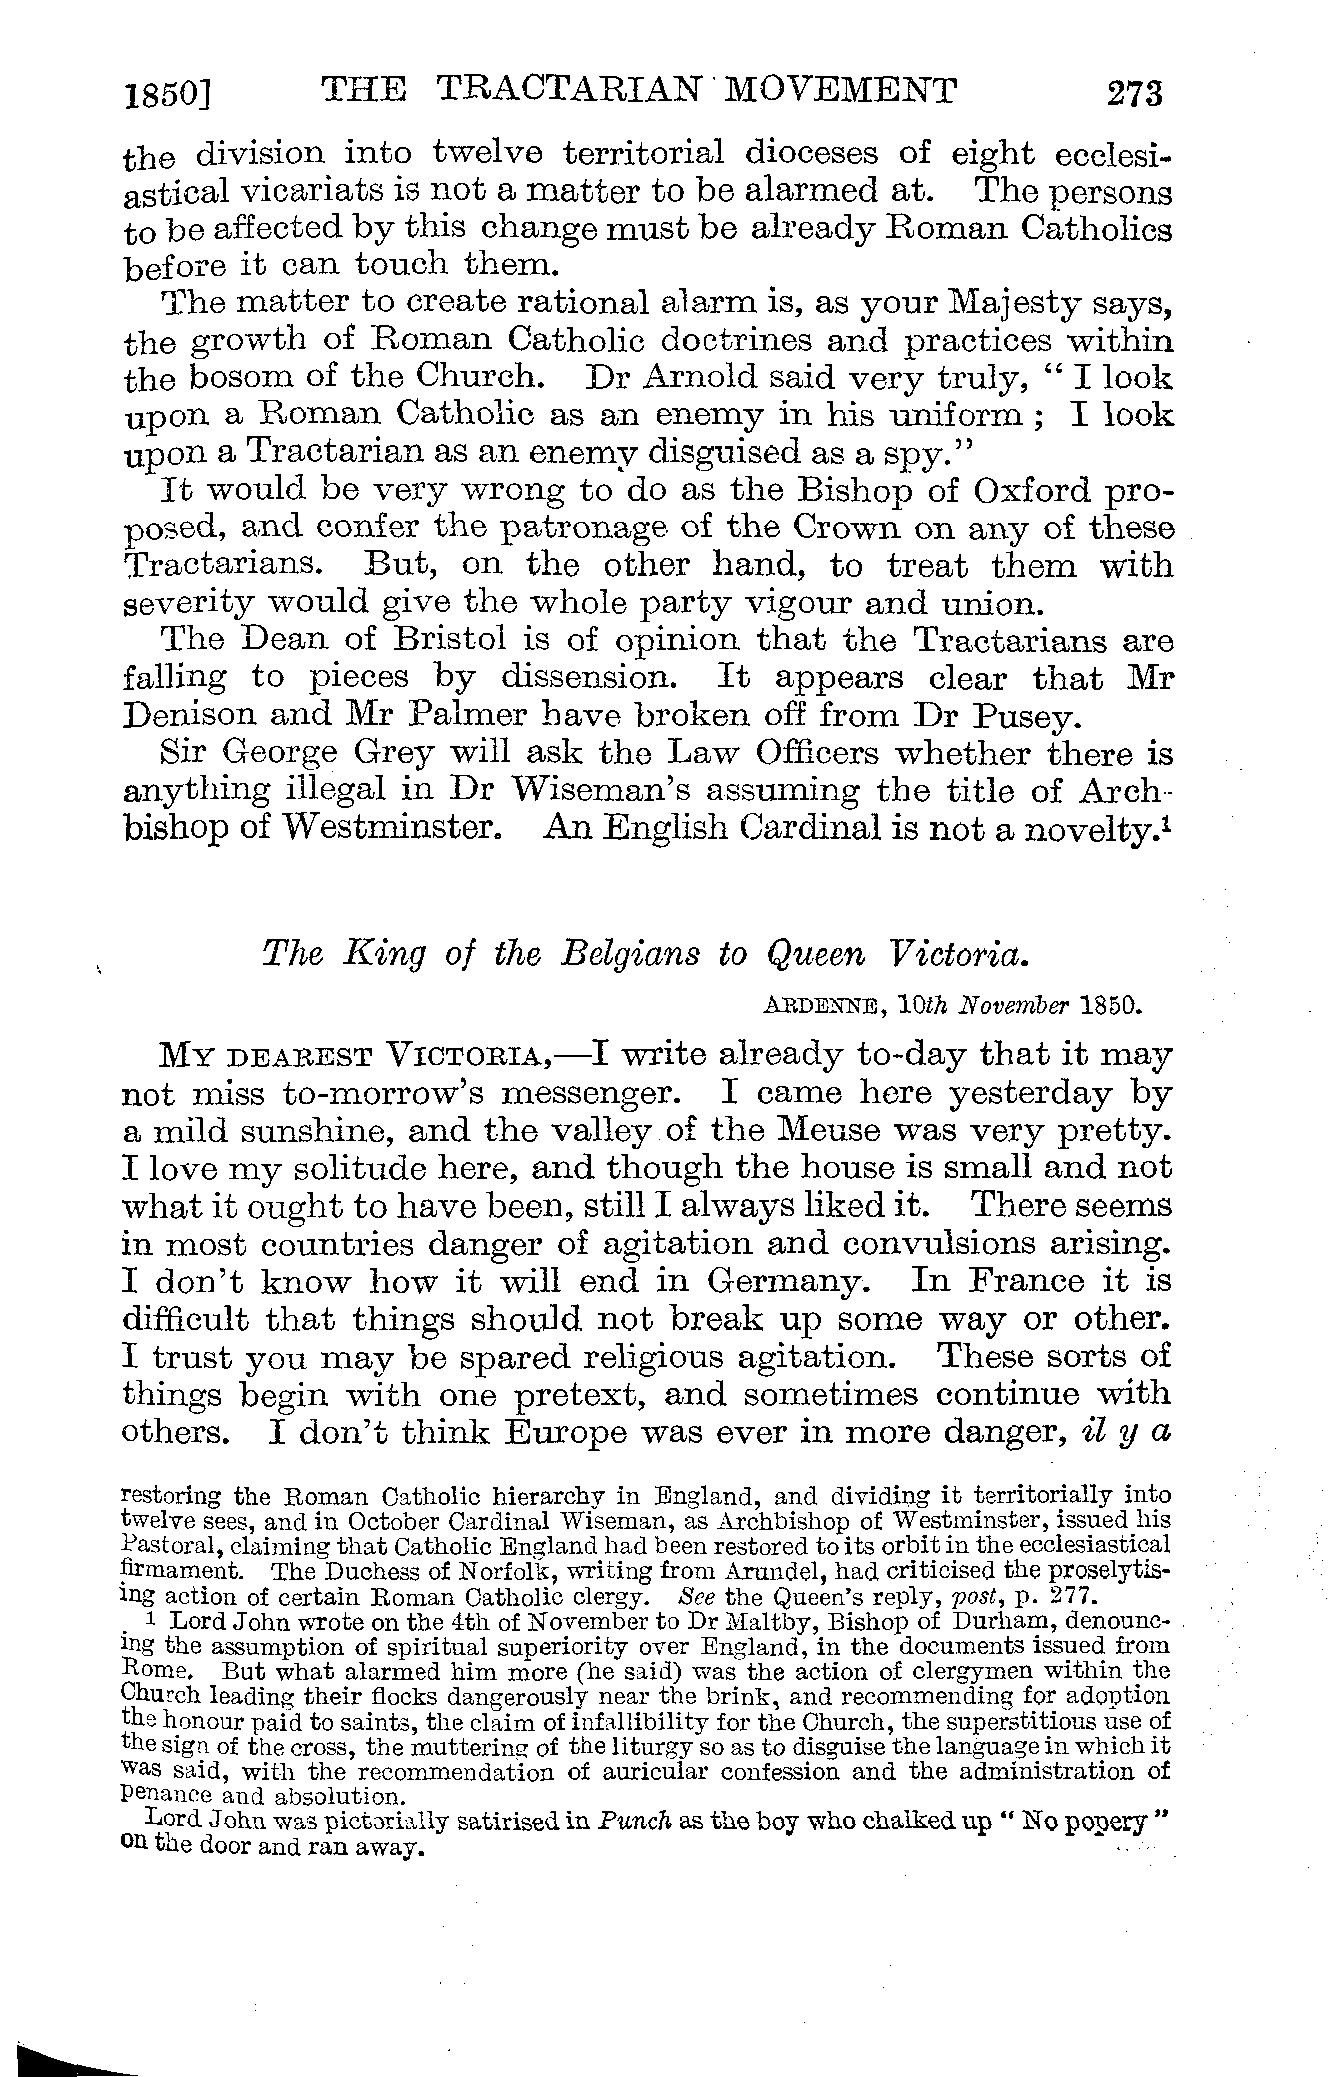 1850] THE TRACTARIAN MOVEMENT 273
the division into twelve territorial dioceses of eight ecclesi-
astical vicariats is not a matter to be alarmed at. The persons
to be affected by this change must be already Roman Catholics
before it can touch them.
The matter to create rational alarm is, as your Majesty says,
the growth of Roman Catholic doctrines and practices within
the bosom of the Church. Dr Arnold said very truly, “ I look
upon a Roman Catholic as an enemy in his uniform ; I look
upon a Tractarian as an enemy disguised as a spy.”
It would be very wrong to do as the Bishop of Oxford pro-
posed, and confer the patronage of the Crown on any of these
Tractarians. But, on the other hand, to treat them with
severity would give the whole party vigour and union.
The Dean of Bristol is of opinion that the Tractarians are
falling to pieces by dissension. It appears clear that Mr
Denison and Mr Palmer have broken off from Dr Pusey.
Sir George Grey will ask the Law Officers whether there is
anything illegal in Dr Wiseman’s assuming the title of Arch-
bishop of Westminster. An English Cardinal is not a novelty.¹
The King of the Belgians to Queen Victoria.
ARDENNE, 10th November 1850.
MY DEAREST VICTORIA,—I write already to-day that it may
not miss to-morrow’s messenger. I came here yesterday by
a mild sunshine, and the valley of the Meuse was very pretty.
I love my solitude here, and though the house is small and not
what it ought to have been, still I always liked it. There seems
in most countries danger of agitation and convulsions arising.
I don’t know how it will end in Germany. In France it is
difficult that things should not break up some way or other.
I trust you may be spared religious agitation. These sorts of
things begin with one pretext, and sometimes continue with
others. I don’t think Europe was ever in more danger, il y a
restoring the Roman Catholic hierarchy in England, and dividing it territorially into
twelve sees, and in October Cardinal Wiseman, as Archbishop of Westminster, issued his
Pastoral, claiming that Catholic England had been restored to its orbit in the ecclesiastical
firmament. The Duchess of Norfolk, writing from Arundel, had criticised the proselytis-
ing action of certain Roman Catholic clergy. See the Queen’s reply, post, p. 277.
¹ Lord John wrote on the 4th of November to Dr Maltby, Bishop of Durham, denounc-
ing the assumption of spiritual superiority over England, in the documents issued from
Rome. But what alarmed him more (he said) was the action of clergymen within the
Church leading their flocks dangerously near the brink, and recommending for adoption
the honour paid to saints, the claim of infallibility for the Church, the superstitious use of
the sign of the cross, the muttering of the liturgy so as to disguise the language in which it
was said, with the recommendation of auricular confession and the administration of
penance and absolution.
Lord John was pictorially satirised in Punch as the boy who chalked up “ No popery ”
on the door and ran away.